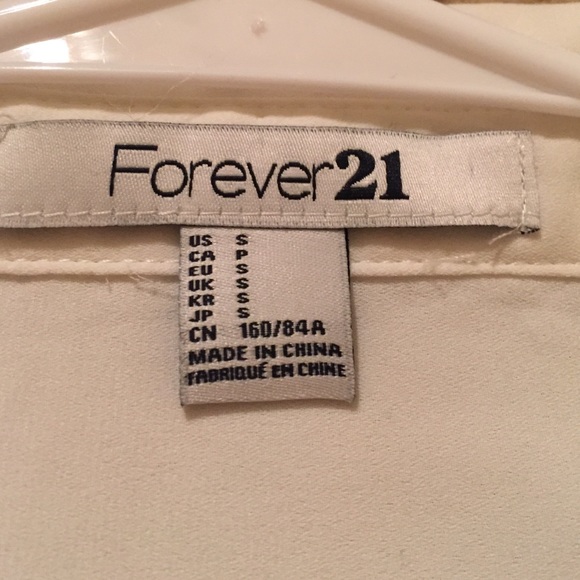 Forever21
US S
CA P
EU S
UK S
KR S
JP S
CN 160/84A
MADE IN CHINA
FABRIQUÉ EN CHINE